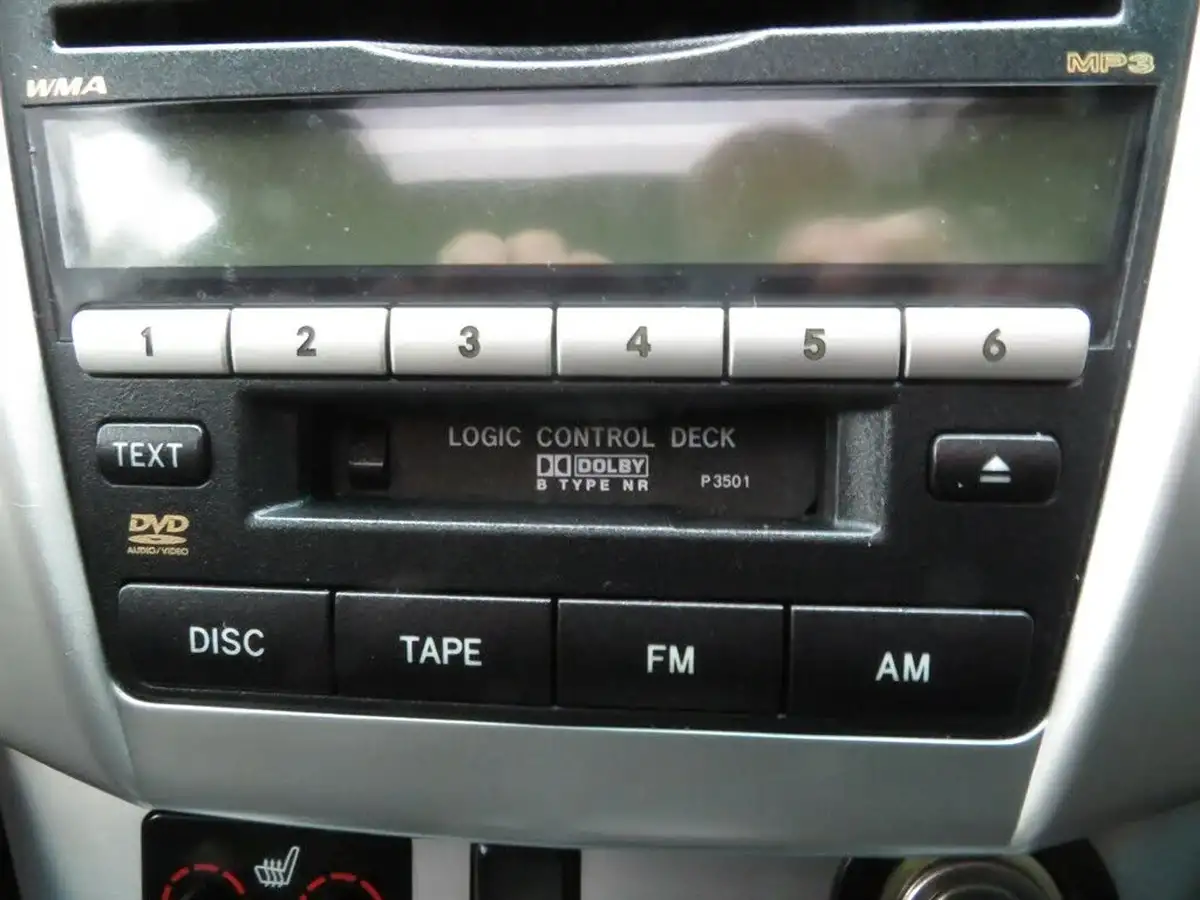 WMA
MP3
1 2 3 4 5 6
LOGIC CONTROL DECK
TEXT
DOLBY
B TYPE NR
P3501
DVD
AUDIO/VIDEO
DISC TAPE FM AM